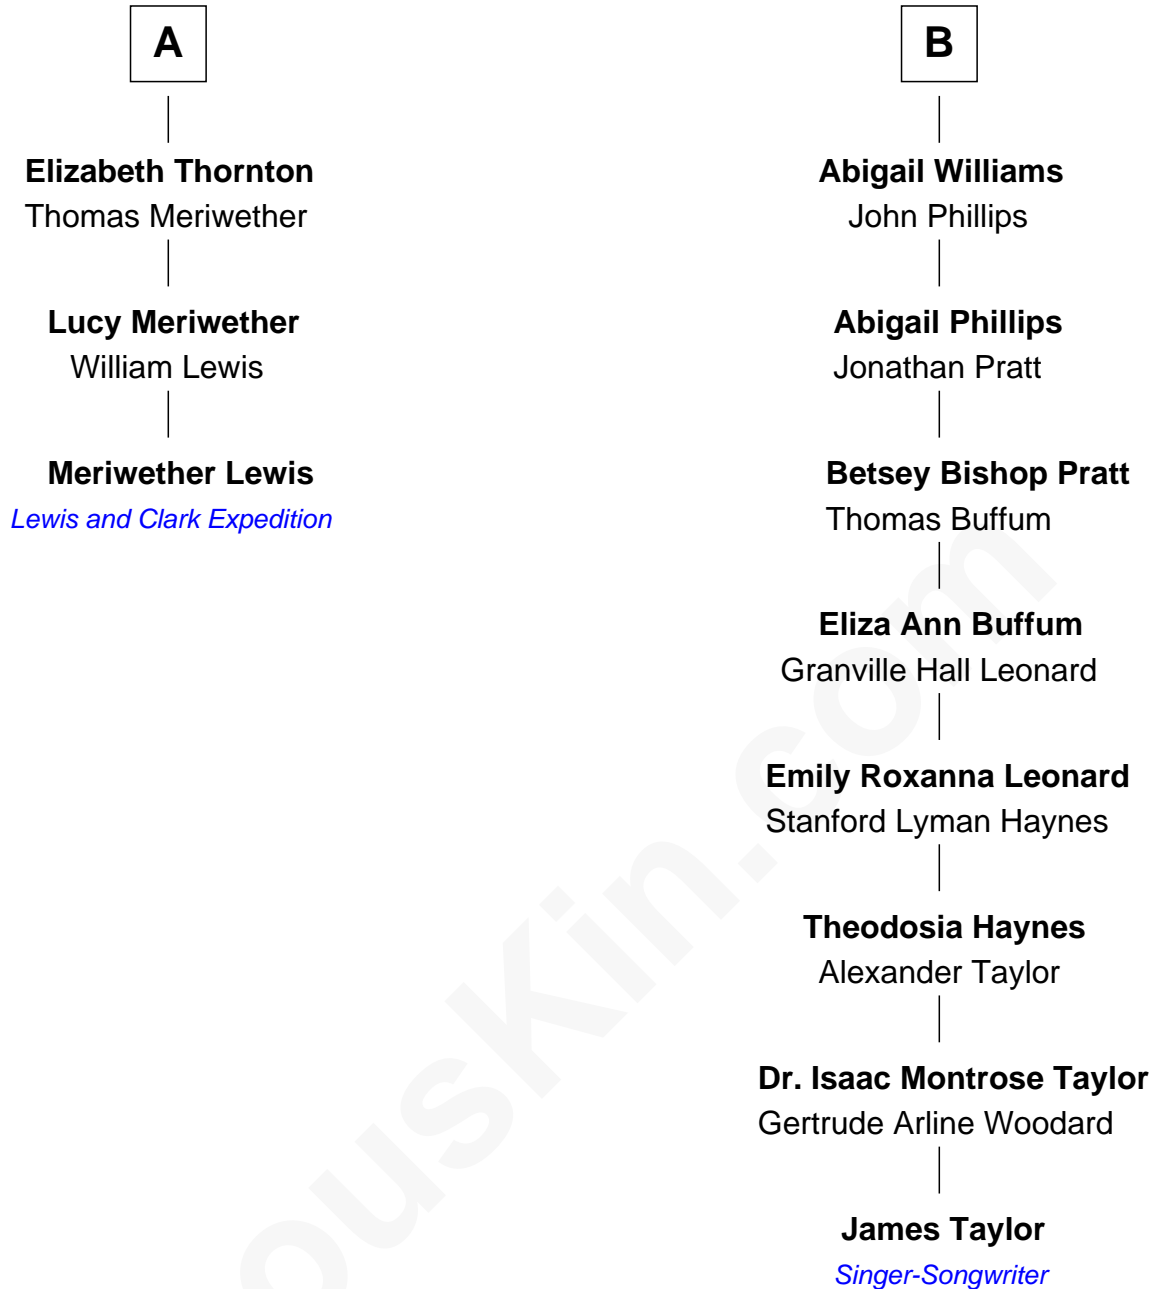 A
Elizabeth Thornton
Thomas Meriwether
Lucy Meriwether
William Lewis
Meriwether Lewis
Lewis and Clark Expedition
B
Abigail Williams
John Phillips
Abigail Phillips
Jonathan Pratt
Betsey Bishop Pratt
Thomas Buffum
Eliza Ann Buffum
Granville Hall Leonard
Emily Roxanna Leonard
Stanford Lyman Haynes
Theodosia Haynes
Alexander Taylor
Dr. Isaac Montrose Taylor
Gertrude Arline Woodard
James Taylor
Singer-Songwriter
ousKin.com